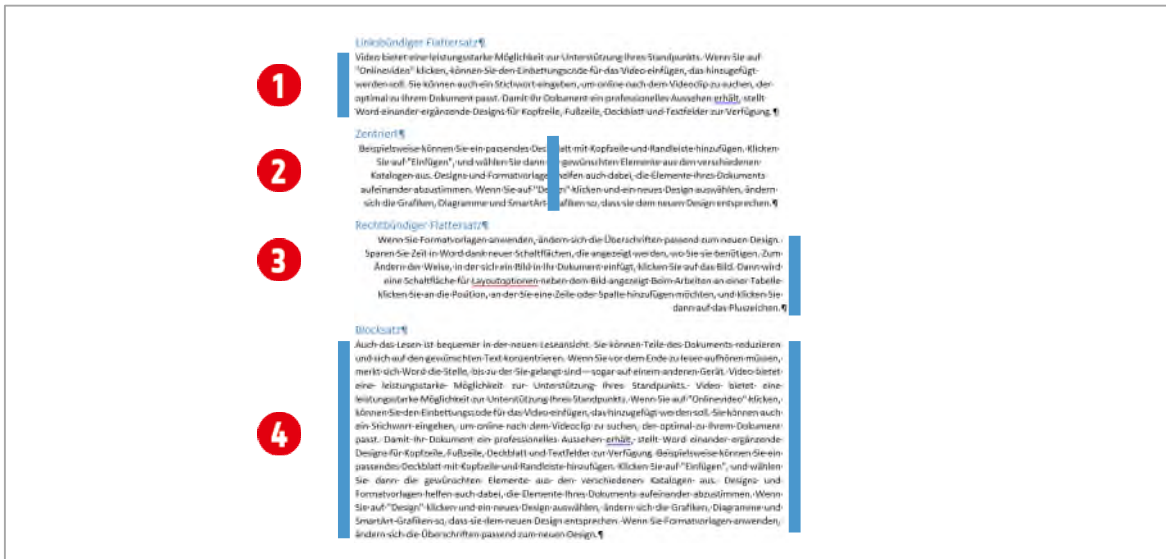 Linksbündiger Flattersatz¶
1
Video bietet eine leistungsstarke Möglichkeit zur Unterstützung Ihres Standpunkts. Wenn Sie auf
"Onlinevideo" klicken, können Sie den Einbettungscode für das Video einfügen, das hinzugefügt
werden soll. Sie können auch ein Stichwort eingeben, um online nach dem Videoclip zu suchen, der
optimal zu Ihrem Dokument passt. Damit Ihr Dokument ein professionelles Aussehen erhält, stellt
Word einander ergänzende Designs für Kopfzeile, Fußzeile, Deckblatt und Textfelder zur Verfügung.¶
Zentriert¶
2
Beispielsweise können Sie ein passendes mit Kopfzeile und Randleiste hinzufügen. Klicken
Sie auf "Einfügen", und wählen Sie dann gewünschten Elemente aus den verschiedenen
Katalogen aus. Designs und helfen auch dabei, die Elemente Ihres Dokuments
aufeinander abzustimmen. Wenn Sie auf klicken und ein neues Design auswählen, ändern
sich die Grafiken, Diagramme und so, dass sie dem neuen Design entsprechen.¶
Rechtbündiger Flattersatz¶
3
Wenn Sie Formatvorlagen anwenden, ändern sich die Überschriften passend zum neuen Design.
Sparen Sie Zeit in Word dank neuer Schaltflächen, die angezeigt werden, wo Sie sie benötigen. Zum
Ändern der Weise, in der sich ein Bild in Ihr Dokument einfügt, klicken Sie auf das Bild. Dann wird
eine Schaltfläche für Layoutoptionen neben dem Bild angezeigt Beim Arbeiten an einer Tabelle
klicken Sie an die Position, an der Sie eine Zeile oder Spalte hinzufügen möchten, und klicken Sie
dann auf das Pluszeichen.¶
Blocksatz¶
4
Auch das Lesen ist bequemer in der neuen Leseansicht. Sie können Teile des Dokuments reduzieren
und sich auf den gewünschten Text konzentrieren. Wenn Sie vor dem Ende zu lesen aufhören müssen,
merkt sich Word die Stelle, bis zu der Sie gelangt sind — sogar auf einem anderen Gerät. Video bietet
eine leistungsstarke Möglichkeit zur Unterstützung Ihres Standpunkts. Video bietet eine
leistungsstarke Möglichkeit zur Unterstützung Ihres Standpunkts. Wenn Sie auf "Onlinevideo" klicken,
können Sie den Einbettungscode für das Video einfügen, das hinzugefügt werden soll. Sie können auch
ein Stichwort eingeben, um online nach dem Videoclip zu suchen, der optimal zu Ihrem Dokument
passt. Damit Ihr Dokument ein professionelles Aussehen erhält, stellt Word einander ergänzende
Designs für Kopfzeile, Fußzeile, Deckblatt und Textfelder zur Verfügung. Beispielsweise können Sie ein
passendes Deckblatt mit Kopfzeile und Randleiste hinzufügen. Klicken Sie auf "Einfügen", und wählen
Sie dann die gewünschten Elemente aus den verschiedenen Katalogen aus. Designs und
Formatvorlagen helfen auch dabei, die Elemente Ihres Dokuments aufeinander abzustimmen. Wenn
Sie auf "Design" klicken und ein neues Design auswählen, ändern sich die Grafiken, Diagramme und
SmartArt-Grafiken so, dass sie dem neuen Design entsprechen. Wenn Sie Formatvorlagen anwenden,
ändern sich die Überschriften passend zum neuen Design.¶